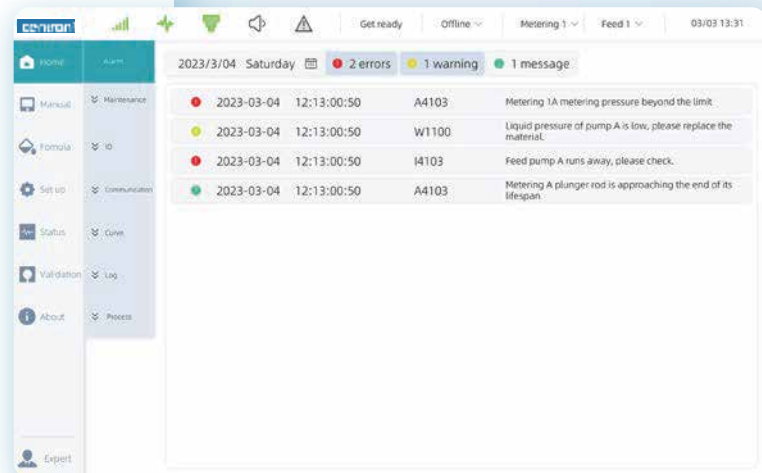 Get ready
Offline
Metering 1
Feed 1
03/03 13:31
Home
Alarm
2023/3/04 Saturday
2 errors
1 warning
1 message
Manual
Maintenance
Fomula
IO
Set up
Communication
Status
Curve
Validation
Log
About
Process
Expert
2023-03-04 12:13:00:50 A4103 Metering 1A metering pressure beyond the limit
2023-03-04 12:13:00:50 W1100 Liquid pressure of pump A is low, please replace the
material.
2023-03-04 12:13:00:50 I4103 Feed pump A runs away, please check.
2023-03-04 12:13:00:50 A4103 Metering A plunger rod is approaching the end of its
lifespan